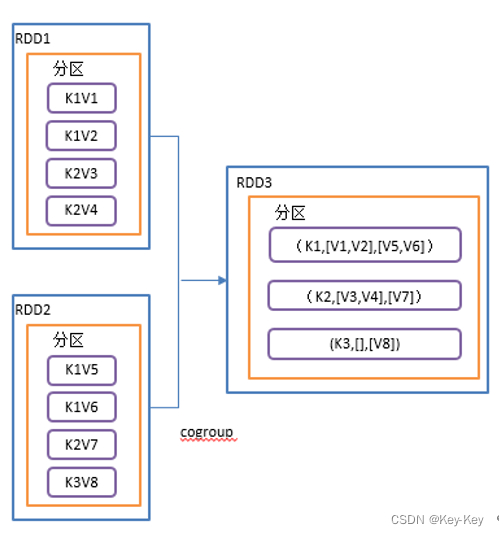 RDD1
分区
K1V1
K1V2
K2V3
K2V4
RDD2
分区
K1V5
K1V6
K2V7
K3V8
cogroup
RDD3
分区
（K1,[V1,V2],[V5,V6]）
（K2,[V3,V4],[V7]）
(K3,[],[V8])
CSDN @Key-Key